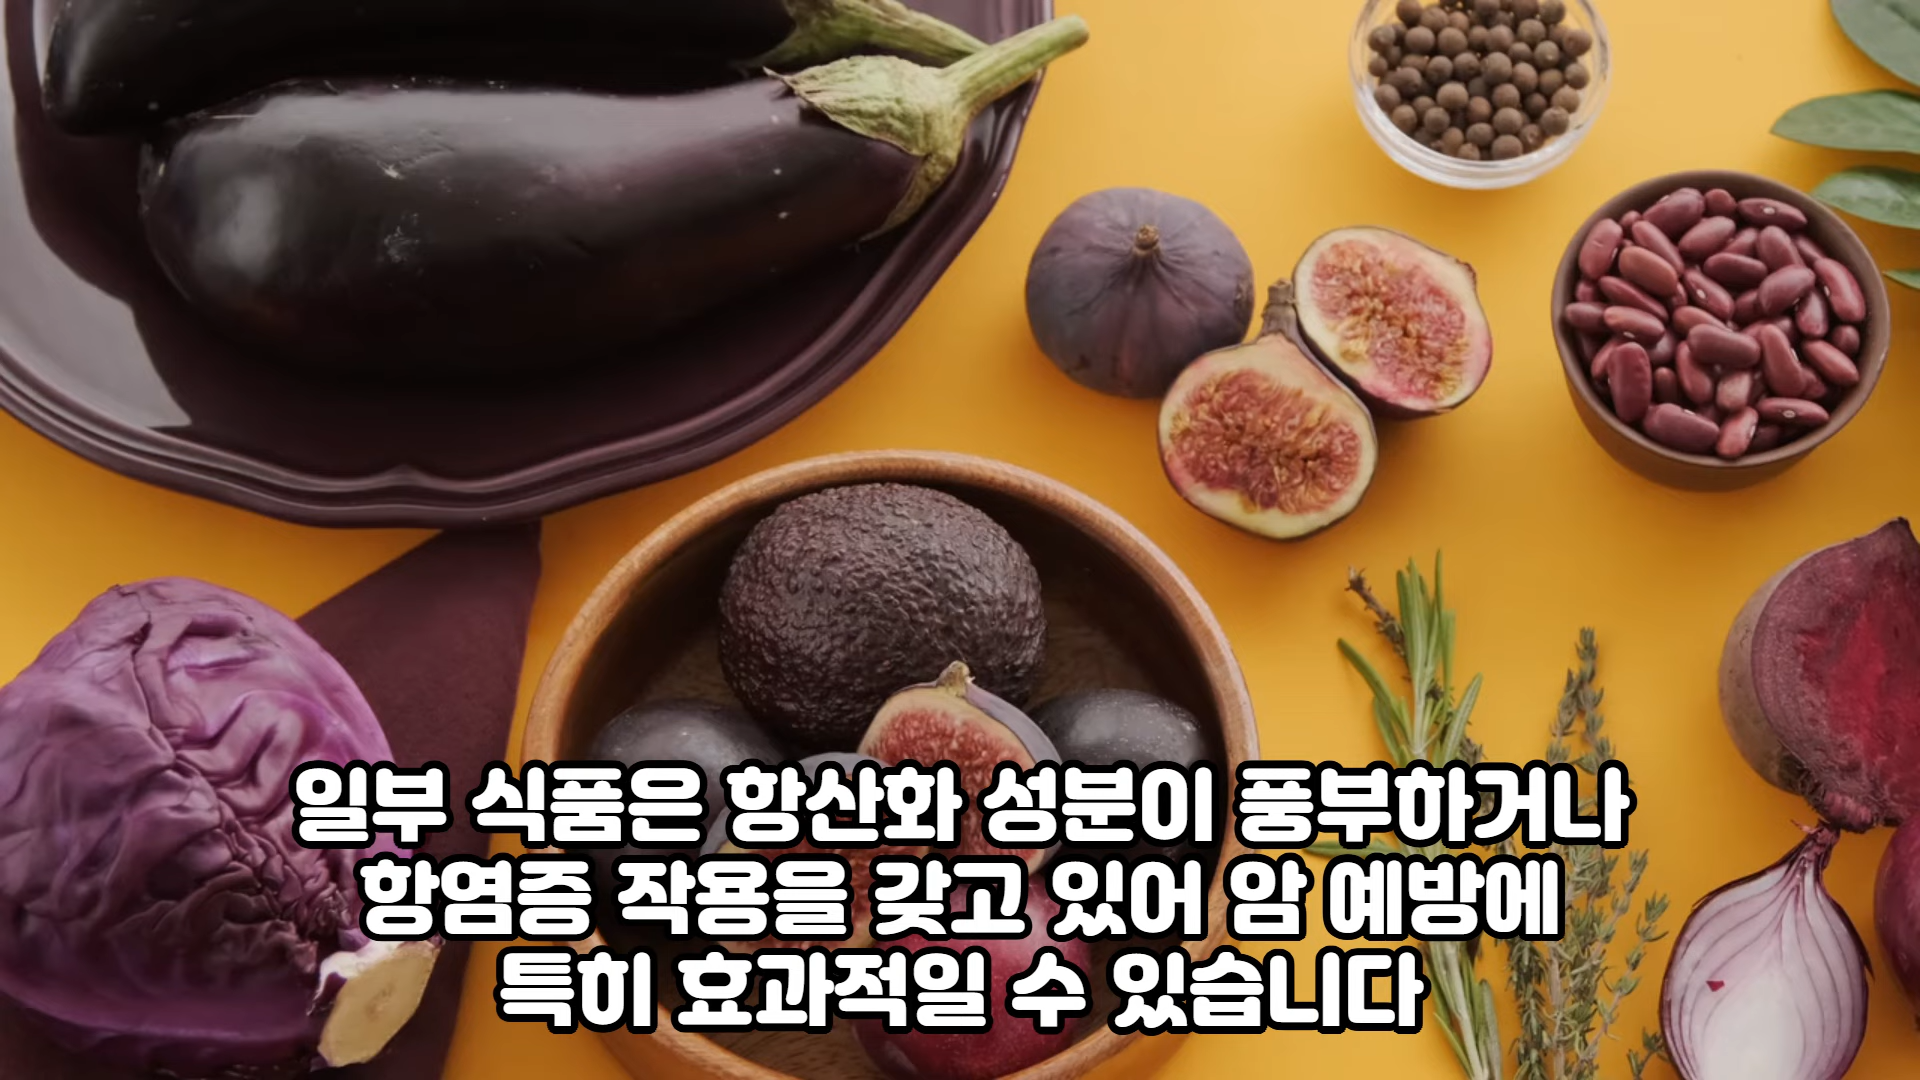 일부 식품은 항산화 성분이 풍부하거나
항염증 작용을 갖고 있어 암 예방에
특히 효과적일 수 있습니다